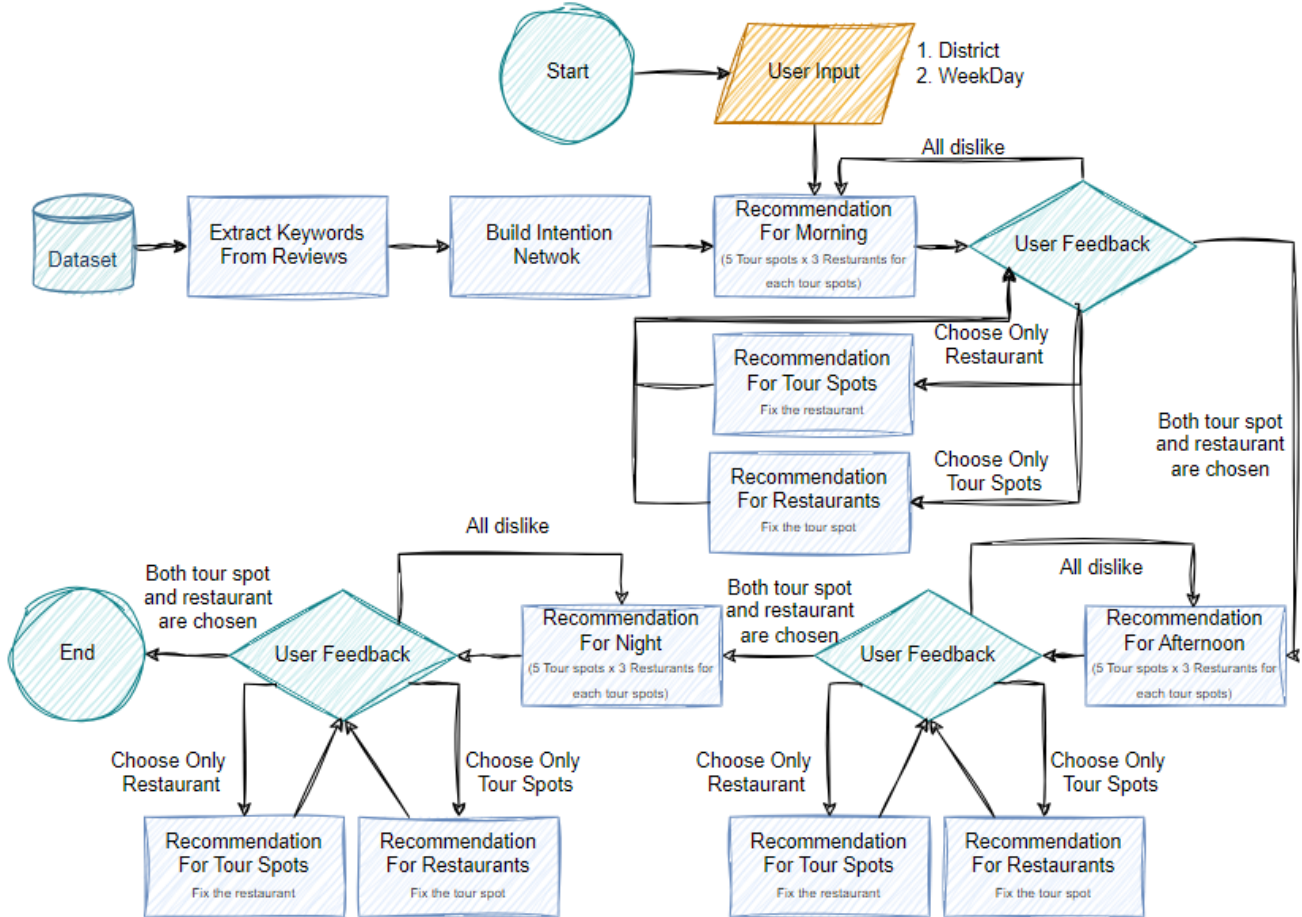 Start
User Input
1. District
2. WeekDay
All dislike
Dataset
Extract Keywords
From Reviews
Build Intention
Netwok
Recommendation
For Morning
(5 Tour spots x 3 Resturants for
each tour spots)
User Feedback
Choose Only
Restaurant
Recommendation
For Tour Spots
Fix the restaurant
Both tour spot
and restaurant
are chosen
Choose Only
Tour Spots
Recommendation
For Restaurants
Fix the tour spot
All dislike
All dislike
Both tour spot
and restaurant
are chosen
End
User Feedback
Recommendation
For Night
(5 Tour spots x 3 Resturants for
each tour spots)
Both tour spot
and restaurant
are chosen
User Feedback
Recommendation
For Afternoon
(5 Tour spots x 3 Resturants for
each tour spots)
Choose Only
Restaurant
Choose Only
Tour Spots
Choose Only
Restaurant
Choose Only
Tour Spots
Recommendation
For Tour Spots
Fix the restaurant
Recommendation
For Restaurants
Fix the tour spot
Recommendation
For Tour Spots
Fix the restaurant
Recommendation
For Restaurants
Fix the tour spot